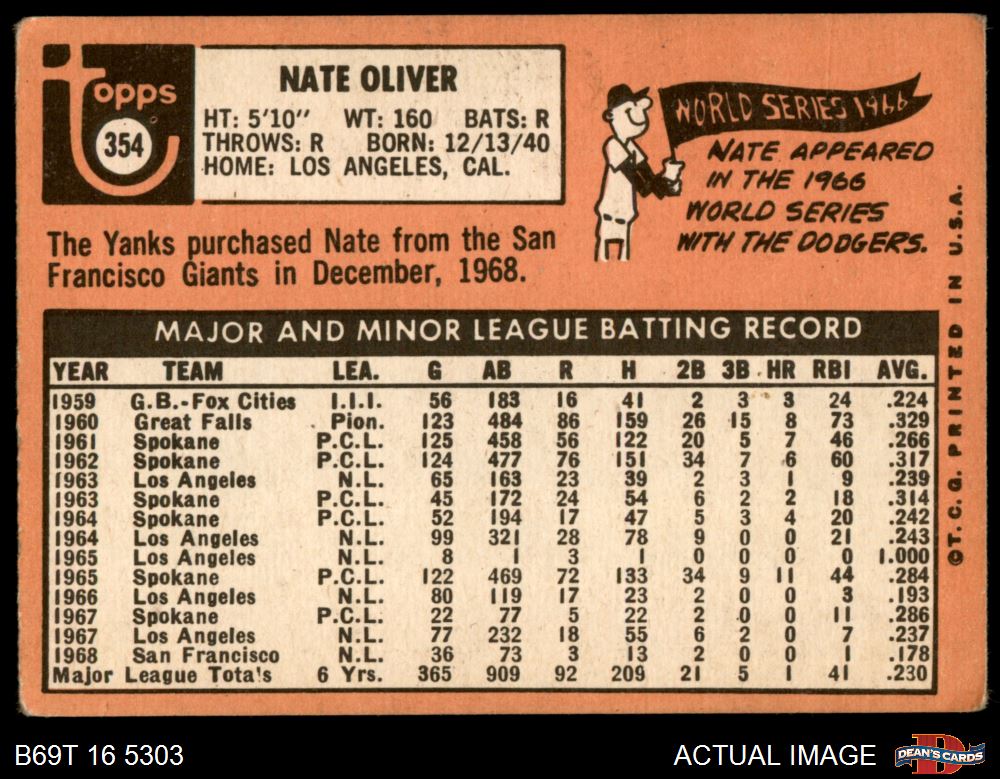 Topps
354
NATE OLIVER
HT: 5'10" WT: 160 BATS: R
THROWS: R BORN: 12/13/40
HOME: LOS ANGELES, CAL.
The Yanks purchased Nate from the San
Francisco Giants in December, 1968.
WORLD SERIES 1966
NATE APPEARED
IN THE 1966
WORLD SERIES
WITH THE DODGERS.
MAJOR AND MINOR LEAGUE BATTING RECORD
YEAR TEAM LEA. G AB R H 2B 3B HR RBI AVG.
1959 G.B.-Fox Cities I.I.I. 56 183 16 41 2 3 3 24 .224
1960 Great Falls Pion. 123 484 86 159 26 15 8 73 .329
1961 Spokane P.C.L. 125 458 56 122 20 5 7 46 .266
1962 Spokane P.C.L. 124 477 76 151 34 7 6 60 .317
1963 Los Angeles N.L. 65 163 23 39 2 3 1 9 .239
1963 Spokane P.C.L. 45 172 24 54 6 2 2 18 .314
1964 Spokane P.C.L. 52 194 17 47 5 3 4 20 .242
1964 Los Angeles N.L. 99 321 28 78 9 0 0 21 .243
1965 Los Angeles N.L. 8 1 3 1 0 0 0 0 1.000
1965 Spokane P.C.L. 122 469 72 133 34 9 11 44 .284
1966 Los Angeles N.L. 80 119 17 23 2 0 0 3 .193
1967 Spokane P.C.L. 22 77 5 22 2 0 0 11 .286
1967 Los Angeles N.L. 77 232 18 55 6 2 0 7 .237
1968 San Francisco N.L. 36 73 3 13 2 0 0 1 .178
Major League Tota's 6 Yrs. 365 909 92 209 21 5 1 41 .230
©T. C. G. PRINTED IN U.S.A.
B69T 16 5303
ACTUAL IMAGE
D
DEAN'S CARDS